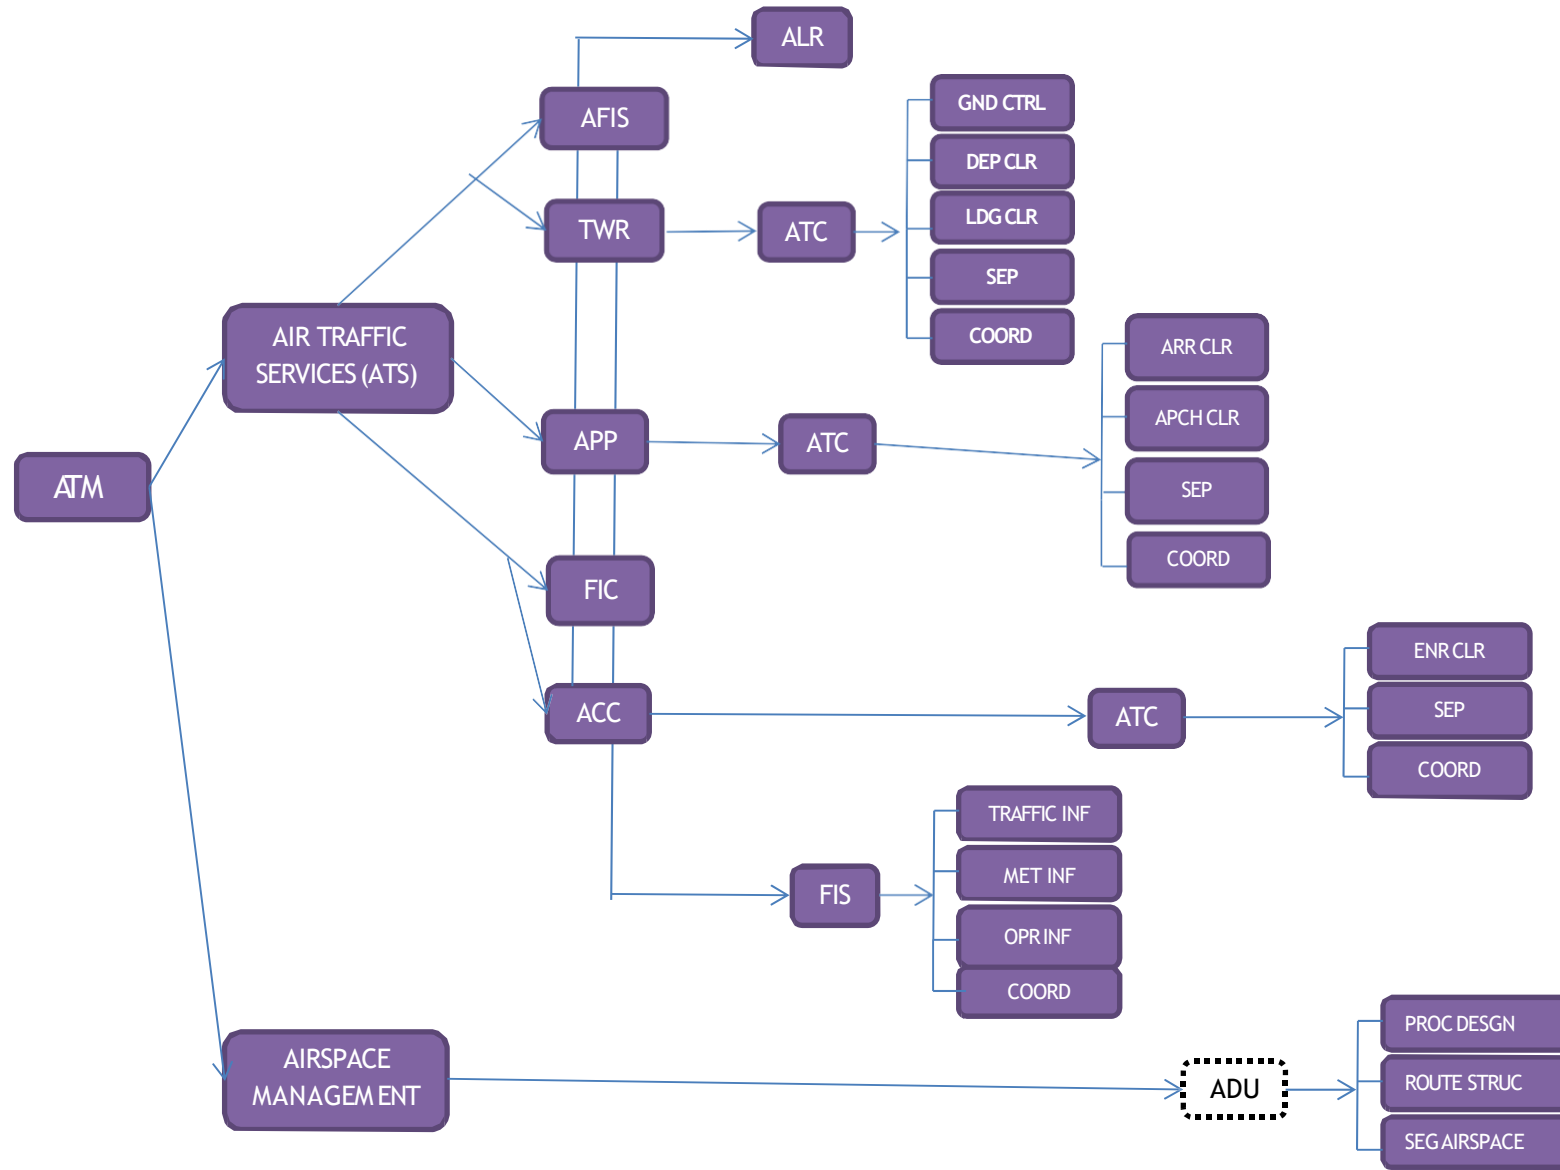 ALR
AFIS
GND CTRL
DEP CLR
LDG CLR
TWR
ATC
SEP
COORD
AIR TRAFFIC
SERVICES (ATS)
ARR CLR
APCH CLR
APP
ATC
SEP
COORD
ATM
FIC
ENR CLR
ACC
ATC
SEP
COORD
TRAFFIC INF
MET INF
FIS
OPR INF
COORD
AIRSPACE
MANAGEMENT
ADU
PROC DESGN
ROUTE STRUC
SEG AIRSPACE